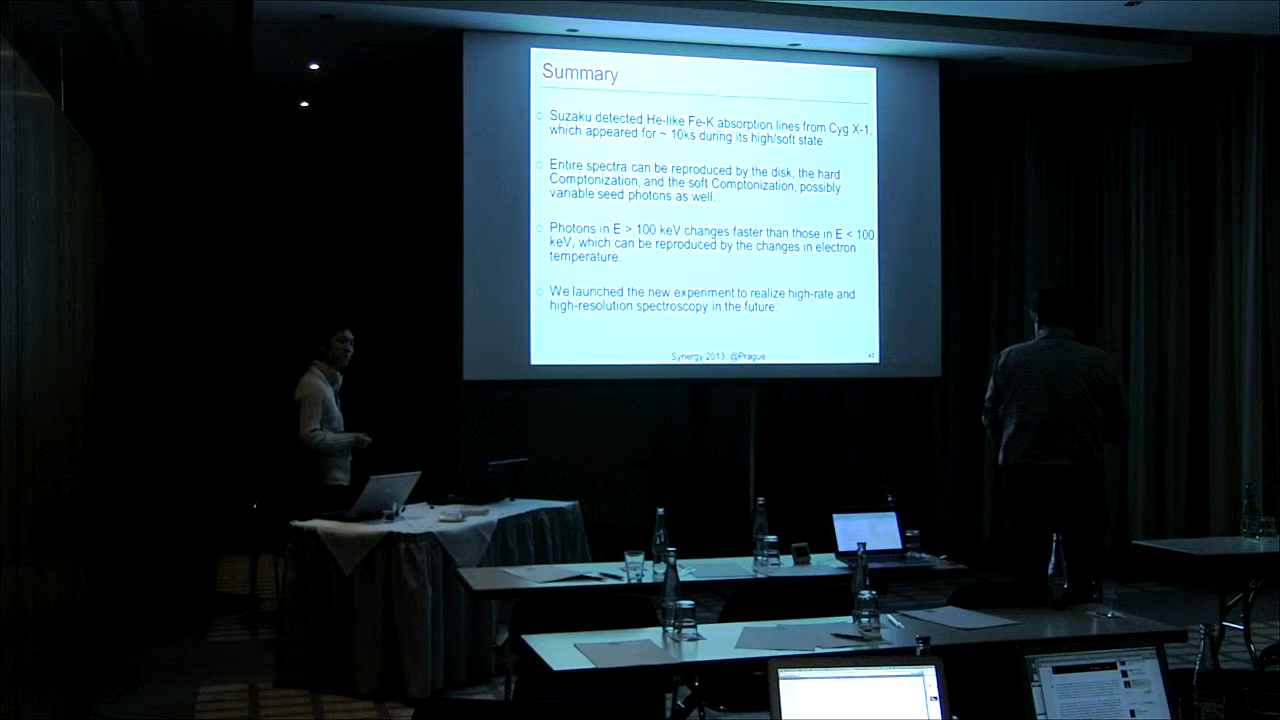 Summary
Suzaku detected He-like Fe-K absorption lines from Cyg X-1,
which appeared for ~ 10ks during its high/soft state.
Entire spectra can be reproduced by the disk, the hard
Comptonization, and the soft Comptonization, possibly
variable seed photons as well.
Photons in E > 100 keV changes faster than those in E < 100
keV, which can be reproduced by the changes in electron
temperature.
We launched the new experiment to realize high-rate and
high-resolution spectroscopy in the future.
Synergy 2013, @Prague